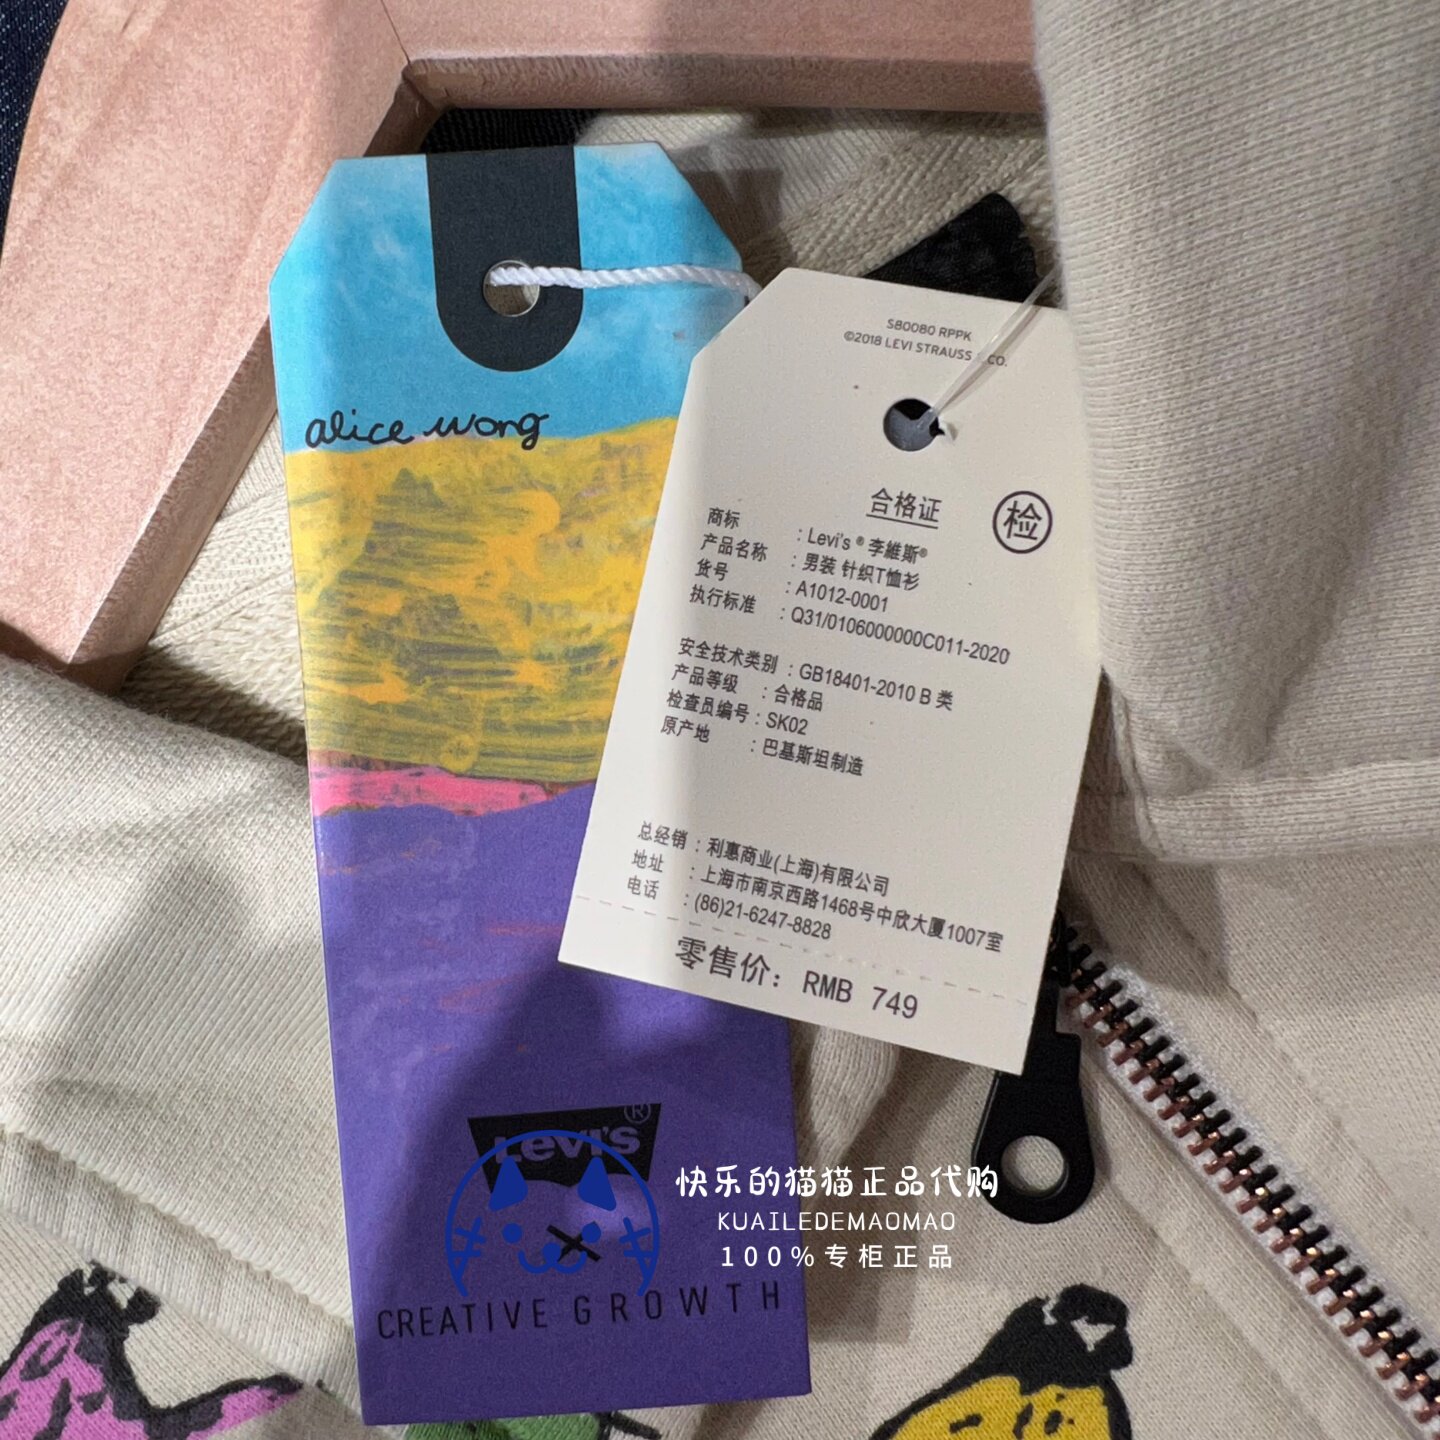 alice wong
S80080 RPPK
©2018 LEVI STRAUSS & CO.
合格证
检
商标 : Levi's ® 李維斯®
产品名称 : 男装 针织T恤衫
货号 : A1012-0001
执行标准 : Q31/0106000000C011-2020
安全技术类别 : GB18401-2010 B 类
产品等级 : 合格品
检查员编号 : SK02
原产地 : 巴基斯坦制造
总经销 : 利惠商业(上海)有限公司
地址 : 上海市南京西路1468号中欣大厦1007室
电话 : (86)21-6247-8828
零售价: RMB 749
Levi's ®
×
CREATIVE GROWTH
快乐的猫猫正品代购
KUAILEDEMAOMAO
100%专柜正品